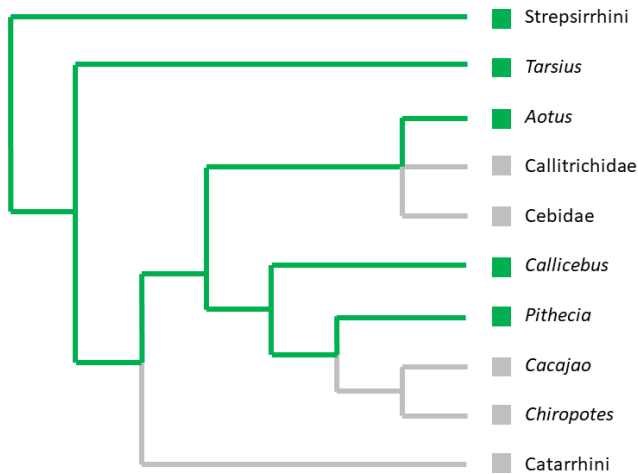 Strepsirrhini
Tarsius
Aotus
Callitrichidae
Cebidae
Callicebus
Pithecia
Cacajao
Chiropotes
Catarrhini